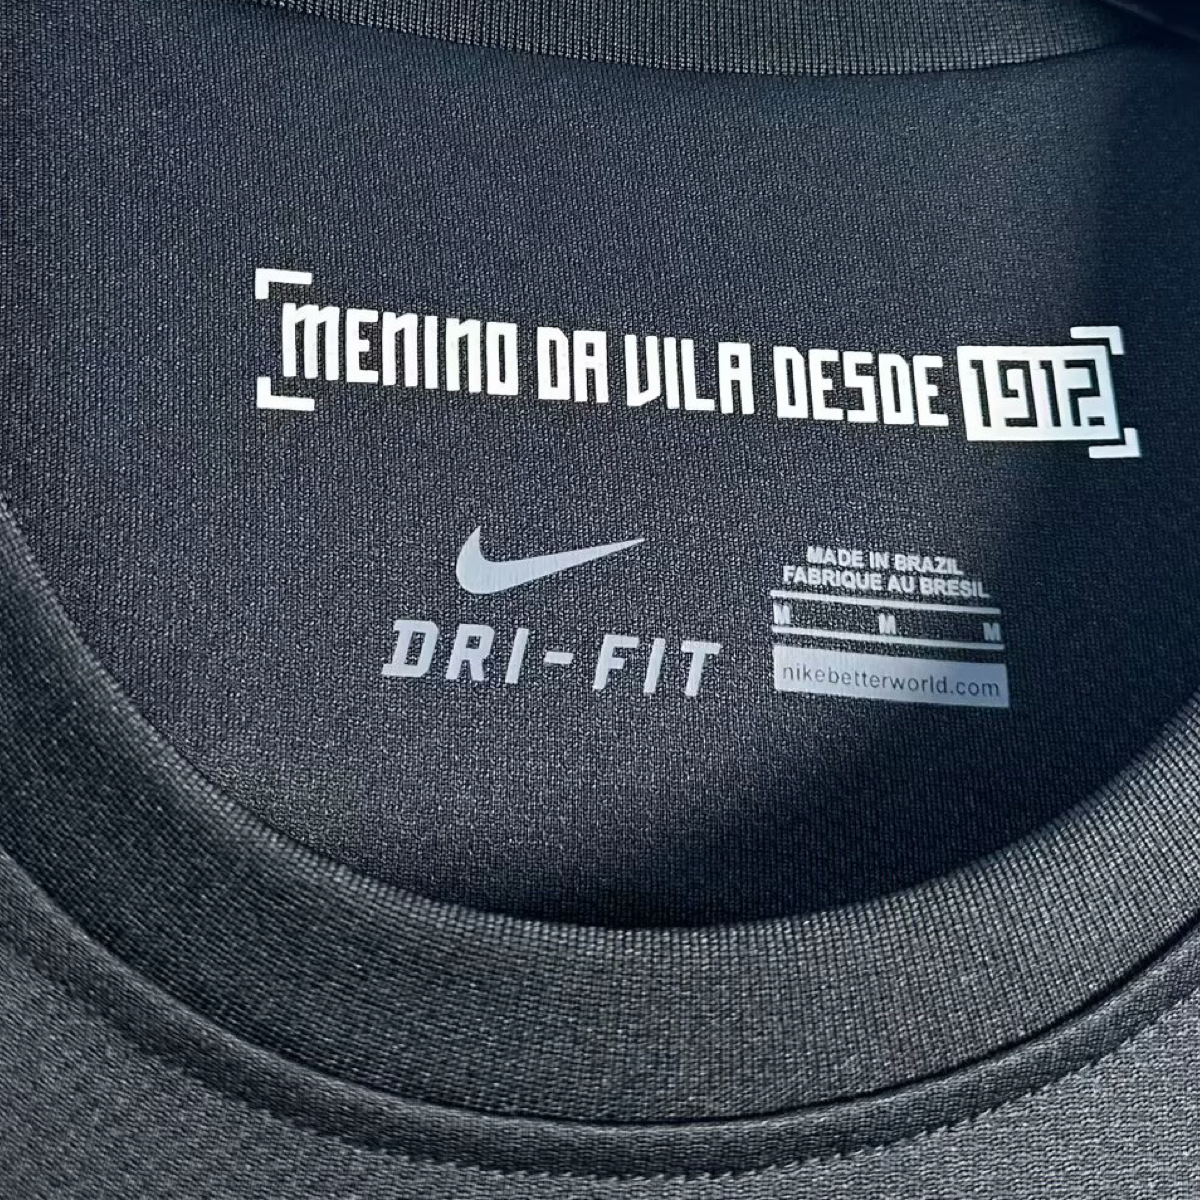 MENINO DA VILA DESDE 1912
DRI-FIT
MADE IN BRAZIL
FABRIQUE AU BRESIL
M M M
nikebetterworld.com